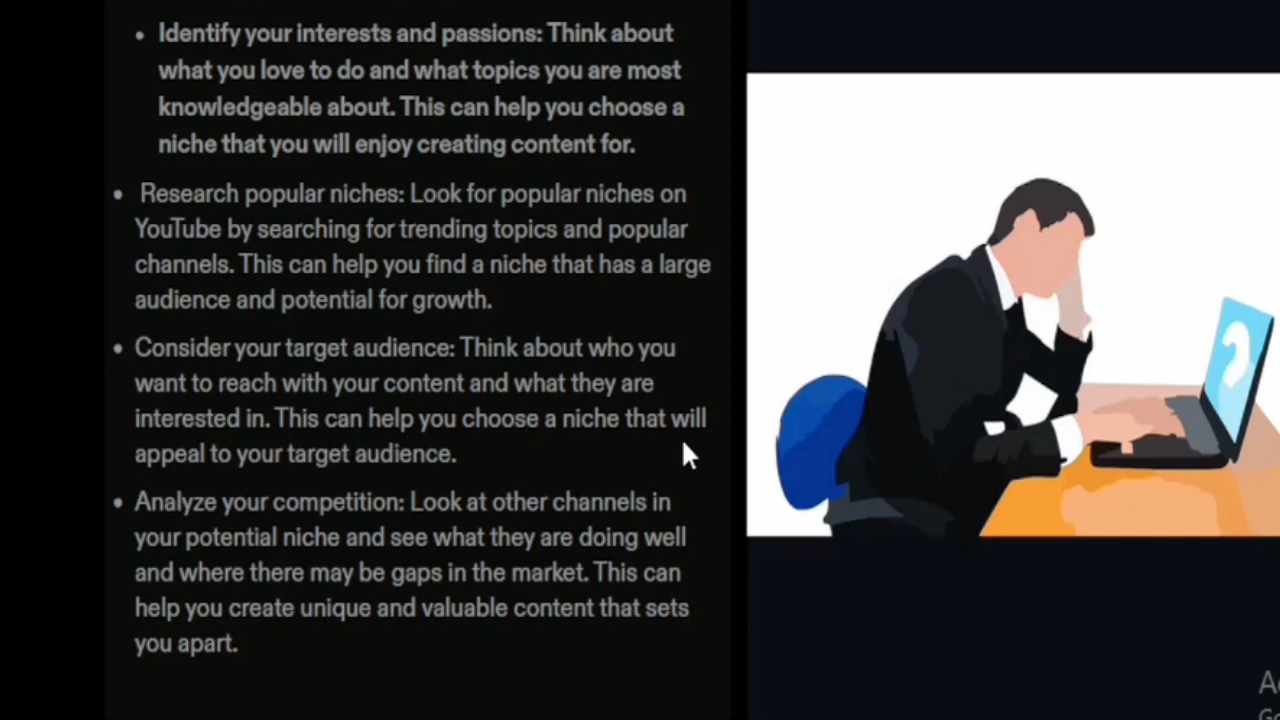 • Identify your interests and passions: Think about
what you love to do and what topics you are most
knowledgeable about. This can help you choose a
niche that you will enjoy creating content for.
• Research popular niches: Look for popular niches on
YouTube by searching for trending topics and popular
channels. This can help you find a niche that has a large
audience and potential for growth.
• Consider your target audience: Think about who you
want to reach with your content and what they are
interested in. This can help you choose a niche that will
appeal to your target audience.
• Analyze your competition: Look at other channels in
your potential niche and see what they are doing well
and where there may be gaps in the market. This can
help you create unique and valuable content that sets
you apart.
?